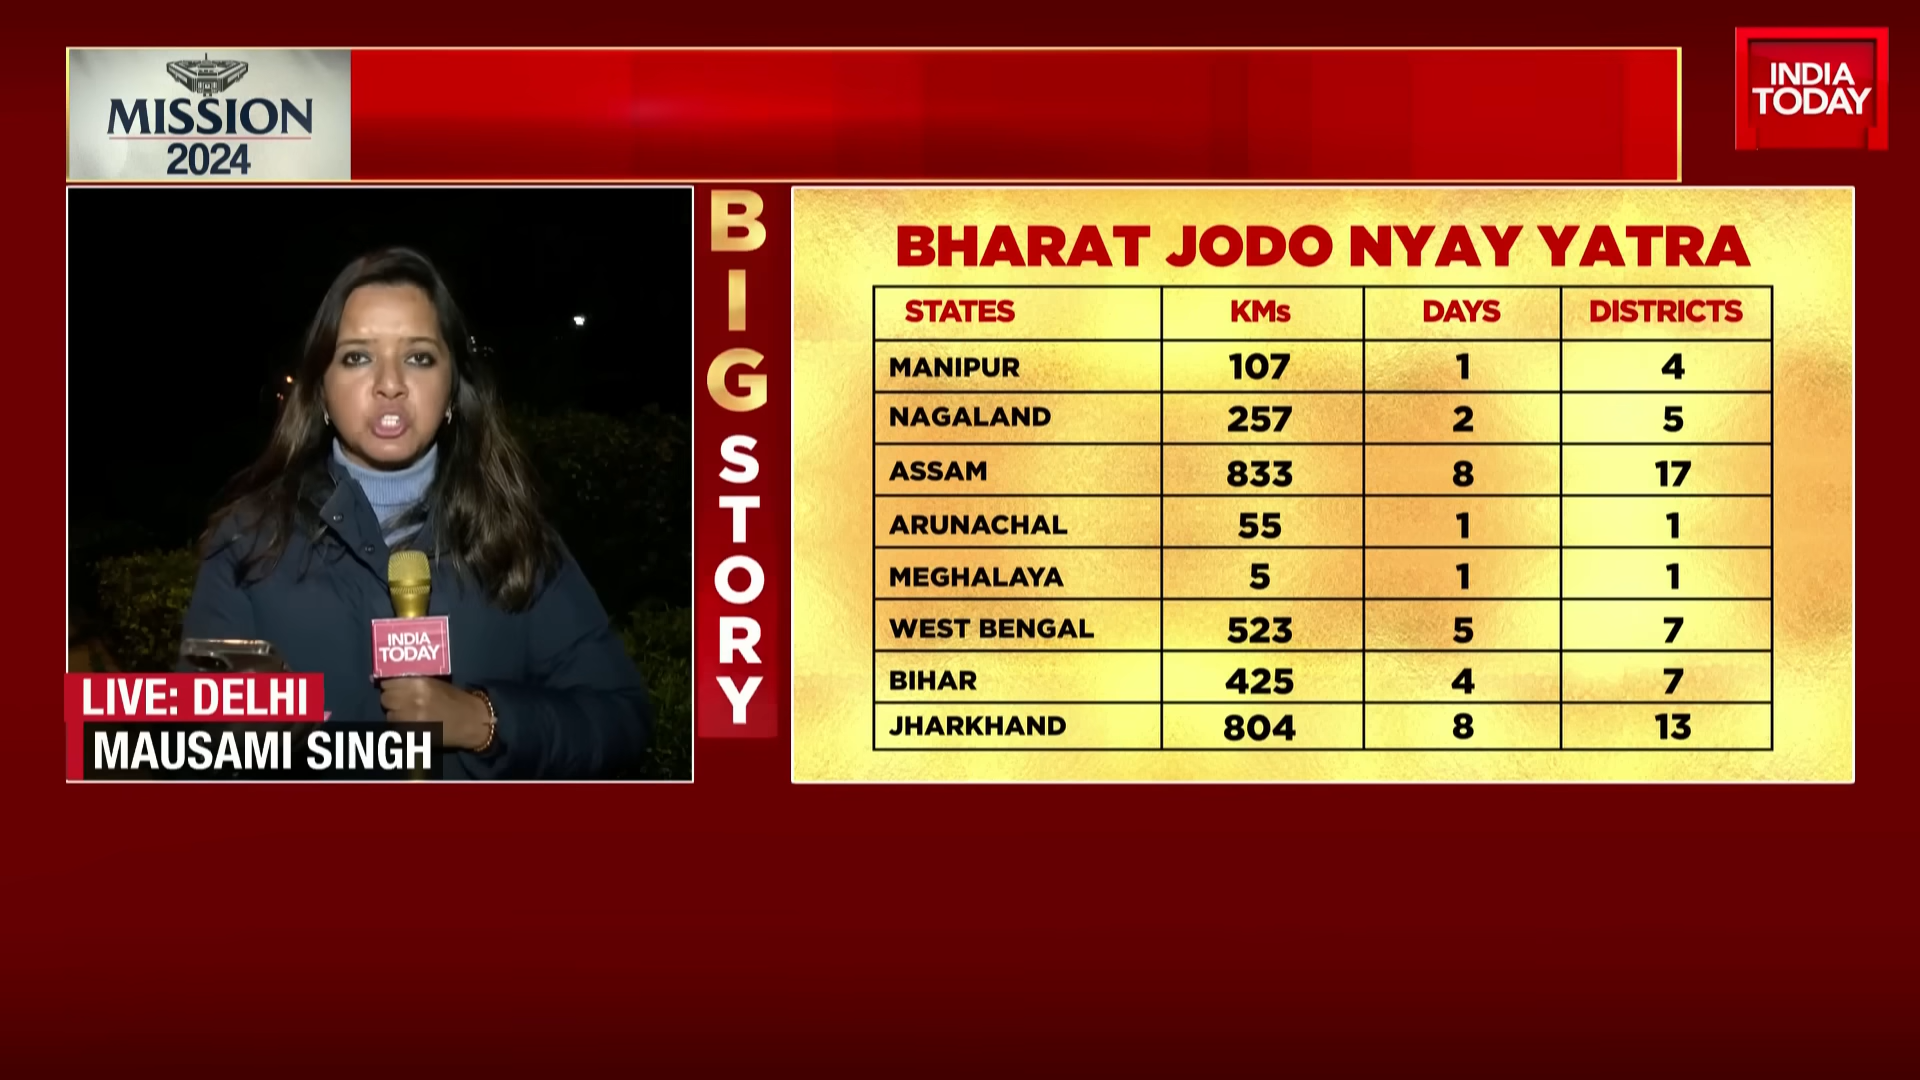 MISSION
2024
INDIA
TODAY
BIG STORY
INDIA
TODAY
LIVE: DELHI
MAUSAMI SINGH
BHARAT JODO NYAY YATRA
STATES KMs DAYS DISTRICTS
MANIPUR 107 1 4
NAGALAND 257 2 5
ASSAM 833 8 17
ARUNACHAL 55 1 1
MEGHALAYA 5 1 1
WEST BENGAL 523 5 7
BIHAR 425 4 7
JHARKHAND 804 8 13